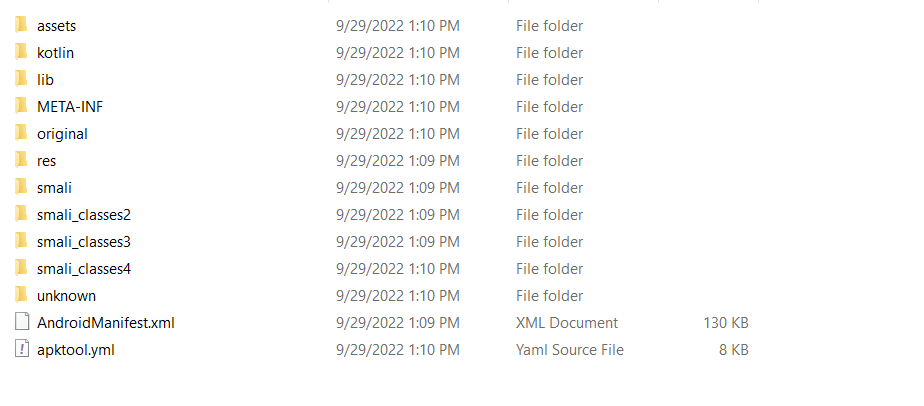 assets 9/29/2022 1:10 PM File folder
kotlin 9/29/2022 1:10 PM File folder
lib 9/29/2022 1:10 PM File folder
META-INF 9/29/2022 1:10 PM File folder
original 9/29/2022 1:10 PM File folder
res 9/29/2022 1:09 PM File folder
smali 9/29/2022 1:09 PM File folder
smali_classes2 9/29/2022 1:09 PM File folder
smali_classes3 9/29/2022 1:09 PM File folder
smali_classes4 9/29/2022 1:10 PM File folder
unknown 9/29/2022 1:10 PM File folder
AndroidManifest.xml 9/29/2022 1:09 PM XML Document 130 KB
apktool.yml 9/29/2022 1:10 PM Yaml Source File 8 KB